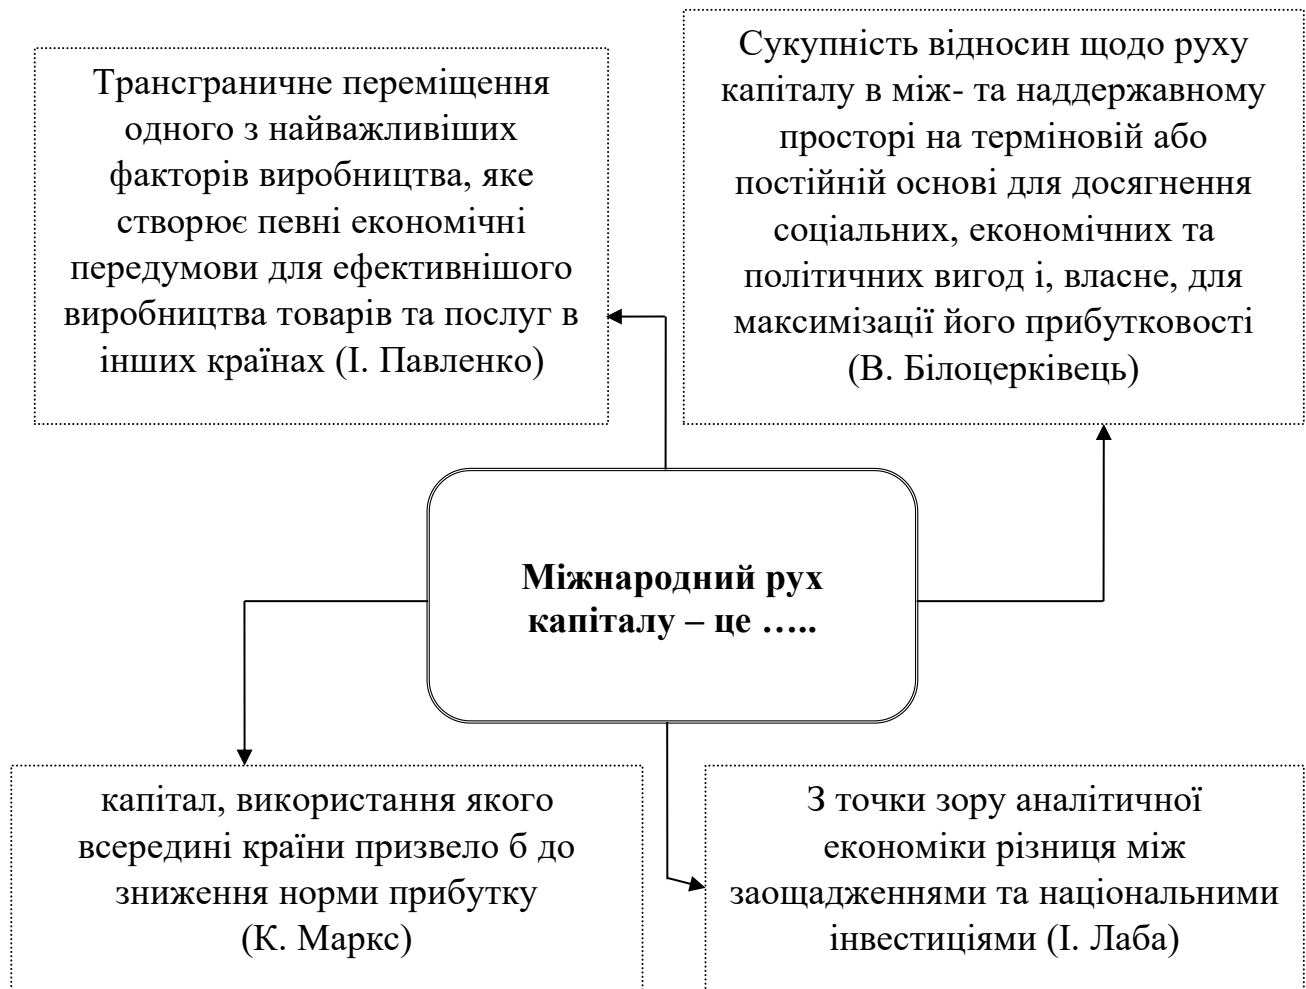 Трансграничне переміщення
одного з найважливіших
факторів виробництва, яке
створює певні економічні
передумови для ефективнішого
виробництва товарів та послуг в
інших країнах (І. Павленко)
Сукупність відносин щодо руху
капіталу в між- та наддержавному
просторі на терміновій або
постійній основі для досягнення
соціальних, економічних та
політичних вигод і, власне, для
максимізації його прибутковості
(В. Білоцерківець)
Міжнародний рух
капіталу – це …..
капітал, використання якого
всередині країни призвело б до
зниження норми прибутку
(К. Маркс)
З точки зору аналітичної
економіки різниця між
заощадженнями та національними
інвестиціями (І. Лаба)